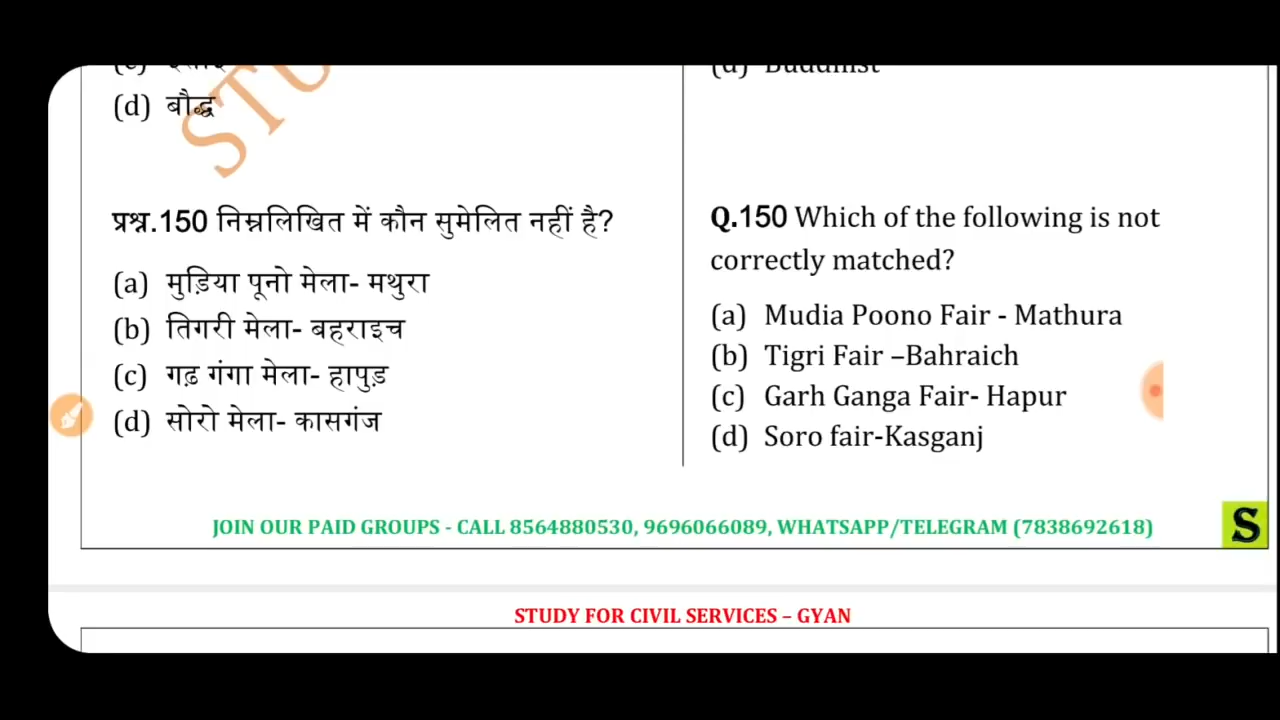 (d) बौद्ध
(d) Buddhist
STU
प्रश्न.150 निम्नलिखित में कौन सुमेलित नहीं है?
(a) मुड़िया पूनो मेला- मथुरा
(b) तिगरी मेला- बहराइच
(c) गढ़ गंगा मेला- हापुड़
(d) सोरो मेला- कासगंज
Q.150 Which of the following is not
correctly matched?
(a) Mudia Poono Fair - Mathura
(b) Tigri Fair –Bahraich
(c) Garh Ganga Fair- Hapur
(d) Soro fair-Kasganj
JOIN OUR PAID GROUPS - CALL 8564880530, 9696066089, WHATSAPP/TELEGRAM (7838692618)
S
STUDY FOR CIVIL SERVICES – GYAN